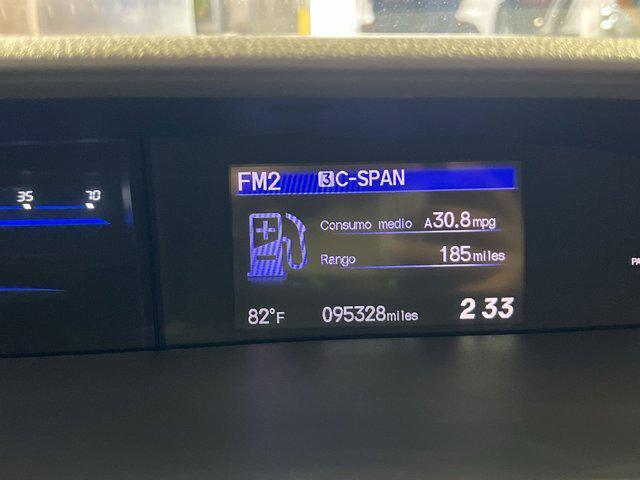 FM2 3 C-SPAN
35 70
Consumo medio A30.8mpg
Rango 185miles
82°F 095328miles 2 33